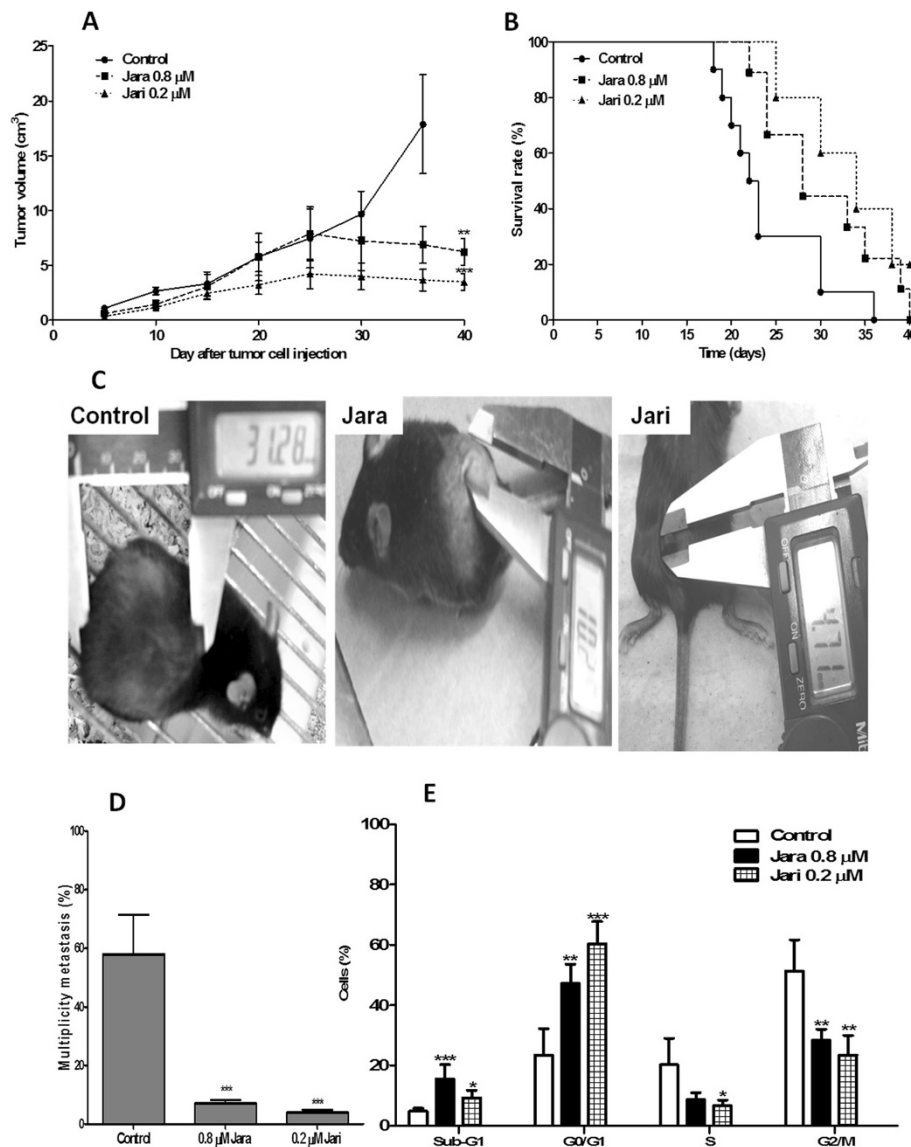 A
Tumor volume (cm³)
25
20
15
10
5
0
0
10
20
30
40
Day after tumor cell injection
Control
Jara 0.8 µM
Jari 0.2 µM
**
***
B
Survival rate (%)
100
80
60
40
20
0
0
5
10
15
20
25
30
35
40
Time (days)
Control
Jara 0.8 µM
Jari 0.2 µM
C
Control
31.28
10 20 30
Jara
Jari
OFF
ON
ZERO
Mit
D
Multiplicity metastasis (%)
100
80
60
40
20
0
*** ***
Control 0.8 µM Jara 0.2 µM Jari
E
Cells (%)
100
80
60
40
20
0
Control
Jara 0.8 µM
Jari 0.2 µM
*** * ** *** * ** **
Sub-G1 G0/G1 S G2/M